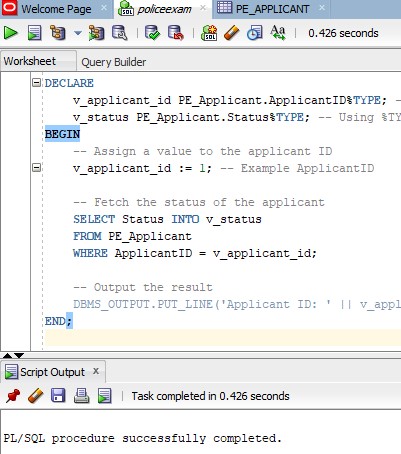 Welcome Page policeexam PE_APPLICANT
SQL 0.426 seconds
Worksheet Query Builder
DECLARE
v_applicant_id PE_Applicant.ApplicantID%TYPE; -
v_status PE_Applicant.Status%TYPE; -- Using %TY
BEGIN
-- Assign a value to the applicant ID
v_applicant_id := 1; -- Example ApplicantID
-- Fetch the status of the applicant
SELECT Status INTO v_status
FROM PE_Applicant
WHERE ApplicantID = v_applicant_id;
-- Output the result
DBMS_OUTPUT.PUT_LINE('Applicant ID: ' || v_appl
END;
Script Output x
Task completed in 0.426 seconds
PL/SQL procedure successfully completed.